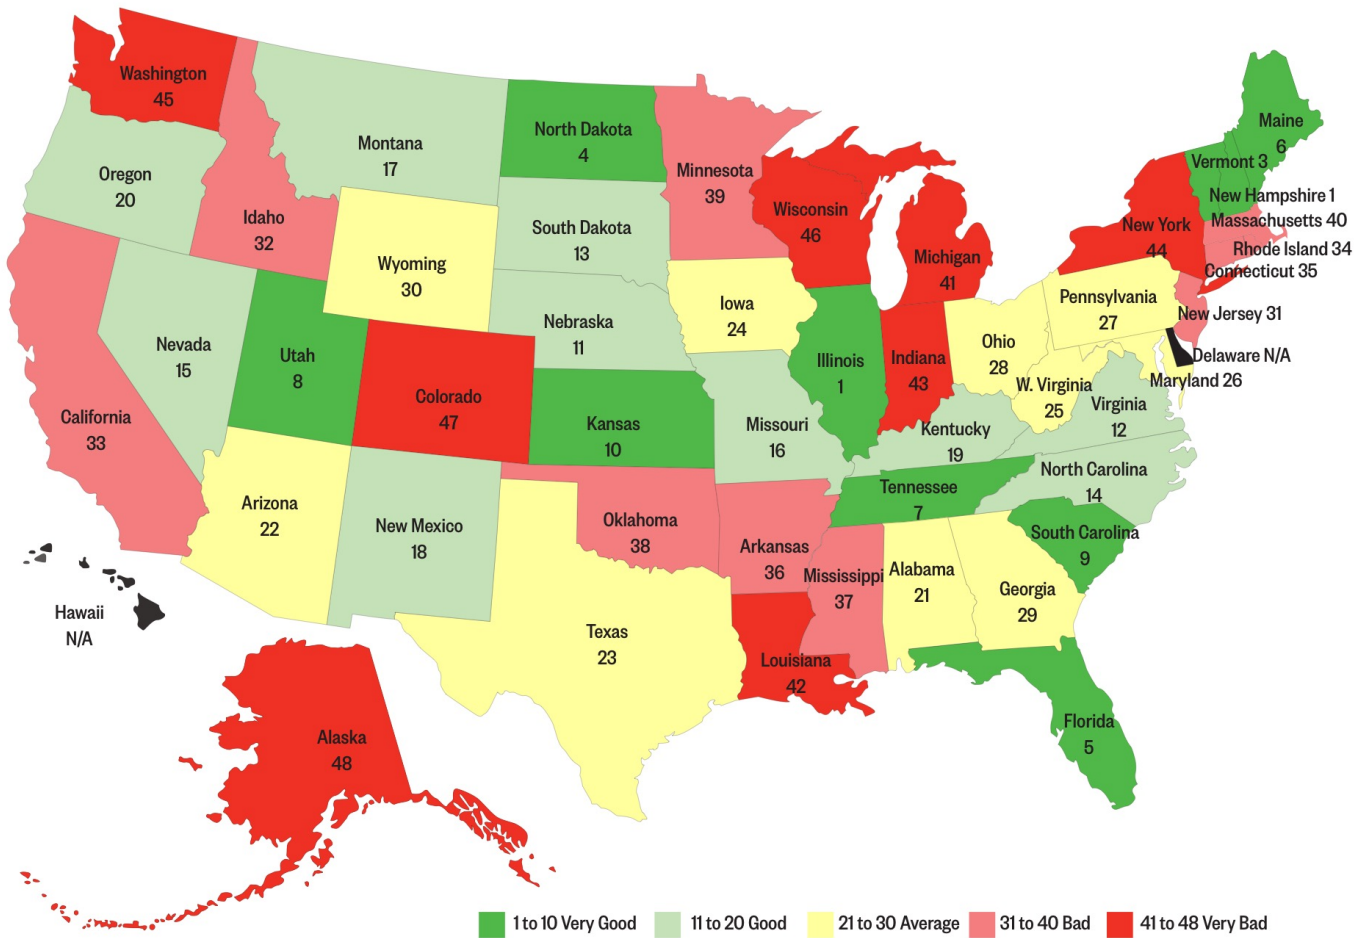 Washington
45
Oregon
20
California
33
Idaho
32
Nevada
15
Montana
17
Wyoming
30
Utah
8
Colorado
47
Arizona
22
New Mexico
18
North Dakota
4
South Dakota
13
Nebraska
11
Kansas
10
Oklahoma
38
Texas
23
Minnesota
39
Iowa
24
Missouri
16
Arkansas
36
Louisiana
42
Wisconsin
46
Illinois
1
Michigan
41
Indiana
43
Ohio
28
Kentucky
19
Tennessee
7
Mississippi
37
Alabama
21
Georgia
29
Florida
5
South Carolina
9
North Carolina
14
Virginia
12
W. Virginia
25
Pennsylvania
27
New York
44
Maine
6
Vermont 3
New Hampshire 1
Massachusetts 40
Rhode Island 34
Connecticut 35
New Jersey 31
Delaware N/A
Maryland 26
Hawaii
N/A
Alaska
48
1 to 10 Very Good
11 to 20 Good
21 to 30 Average
31 to 40 Bad
41 to 48 Very Bad